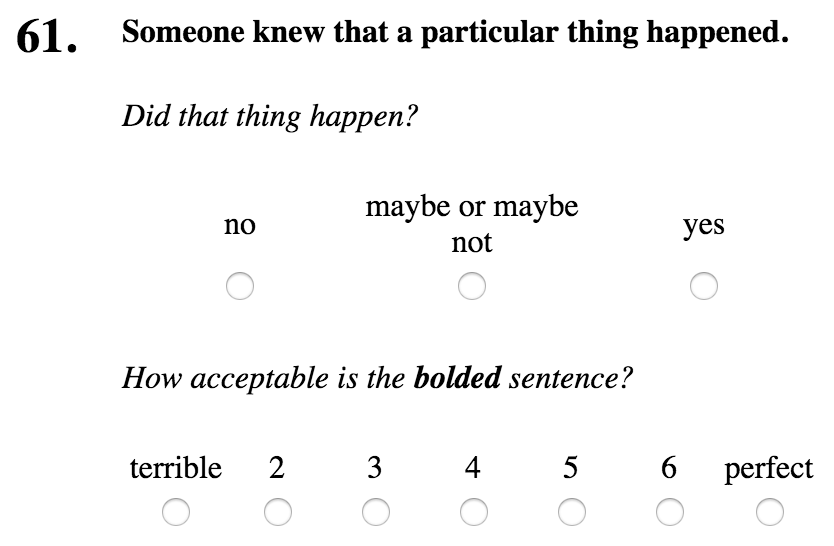 61. Someone knew that a particular thing happened.
Did that thing happen?
no maybe or maybe not yes
How acceptable is the bolded sentence?
terrible 2 3 4 5 6 perfect